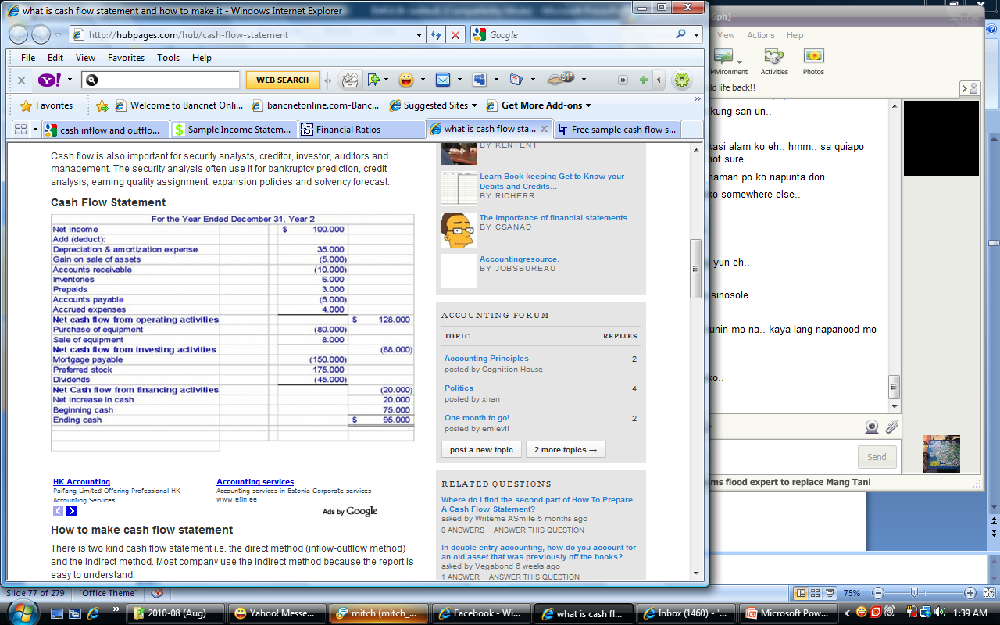 what is cash flow statement and how to make it - Windows Internet Explorer
http://hubpages.com/hub/cash-flow-statement
Google
File Edit View Favorites Tools Help
Y! WEB SEARCH 81°
Favorites Welcome to Bancnet Onli... bancnetonline.com-Banc... Suggested Sites Get More Add-ons
cash inflow and outflo... Sample Income Statem... Financial Ratios what is cash flow sta... Free sample cash flow s...
Cash flow is also important for security analysts, creditor, investor, auditors and
management. The security analysis often use it for bankruptcy prediction, credit
analysis, earning quality assignment, expansion policies and solvency forecast.
Cash Flow Statement
For the Year Ended December 31, Year 2
Net income $ 100.000
Add (deduct):
Depreciation & amortization expense 35.000
Gain on sale of assets (5.000)
Accounts receivable (10.000)
Inventories 6.000
Prepaids 3.000
Accounts payable (5.000)
Accrued expenses 4.000
Net cash flow from operating activities $ 128.000
Purchase of equipment (80.000)
Sale of equipment 8.000
Net cash flow from investing activities (88.000)
Mortgage payable (150.000)
Preferred stock 175.000
Dividends (45.000)
Net Cash flow from financing activities (20.000)
Net increase in cash 20.000
Beginning cash 75.000
Ending cash $ 95.000
HK Accounting
Paifang Limited Offering Professional HK
Accounting Services
Accounting services
Accounting services in Estonia Corporate services
www.efin.ee
Ads by Google
How to make cash flow statement
There is two kind cash flow statement i.e. the direct method (inflow-outflow method)
and the indirect method. Most company use the indirect method because the report is
easy to understand.
BY KENTENT
Learn Book-keeping Get to Know your
Debits and Credits...
BY RICHERR
The Importance of financial statements
BY CSANAD
Accountingresource.
BY JOBSBUREAU
ACCOUNTING FORUM
TOPIC REPLIES
Accounting Principles 2
posted by Cognition House
Politics 4
posted by xhan
One month to go! 2
posted by emievil
post a new topic 2 more topics →
RELATED QUESTIONS
Where do I find the second part of How To Prepare
A Cash Flow Statement?
asked by Writeme ASmile 5 months ago
0 ANSWERS ANSWER THIS QUESTION
In double entry accounting, how do you account for
an old asset that was previously off the books?
asked by Vegabond 6 weeks ago
1 ANSWER ANSWER THIS QUESTION
6ph)
View Actions Help
MVironment Activities Photos
ld life back!!
kung san un..
kasi alam ko eh.. hmm.. sa quiapo
not sure..
naman po ko napunta don..
ko somewhere else..
yun eh..
sinosole..
unin mo na.. kaya lang napanood mo
ko..
Send
ms flood expert to replace Mang Tani
Slide 77 of 279 "Office Theme" 75%
2010-08 (Aug) Yahoo! Messe... mitch (mitch_... Facebook - Wi... what is cash fl... Inbox (1460) - '... Microsoft Pow... 1:39 AM